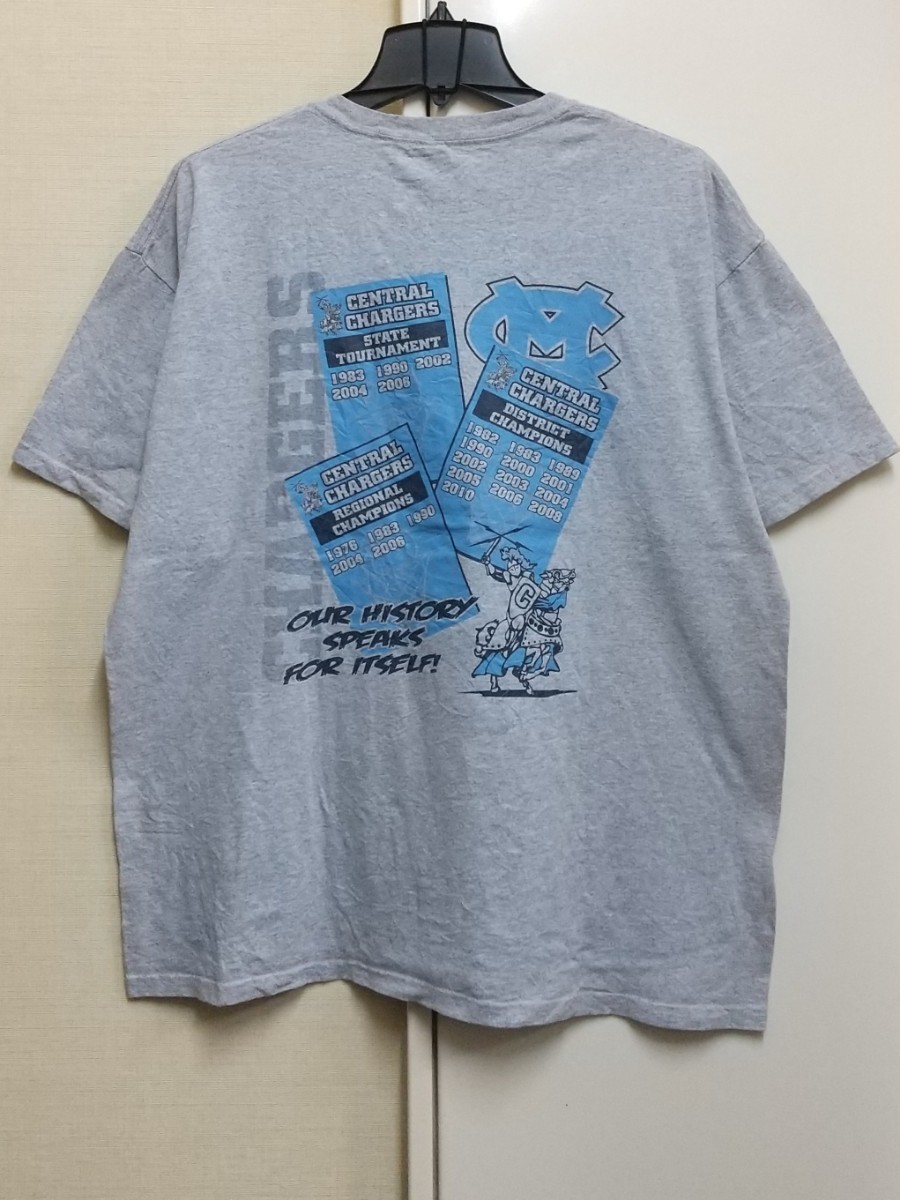 CHARGERS
CENTRAL
CHARGERS
STATE
TOURNAMENT
1983 1990 2002
2004 2006
MC
CENTRAL
CHARGERS
DISTRICT
CHAMPIONS
1982 1983 1989
1990 2000 2001
2002 2003 2004
2005 2006 2008
2010
CENTRAL
CHARGERS
REGIONAL
CHAMPIONS
1976 1983 1990
2004 2006
OUR HISTORY
SPEAKS
FOR ITSELF!
C